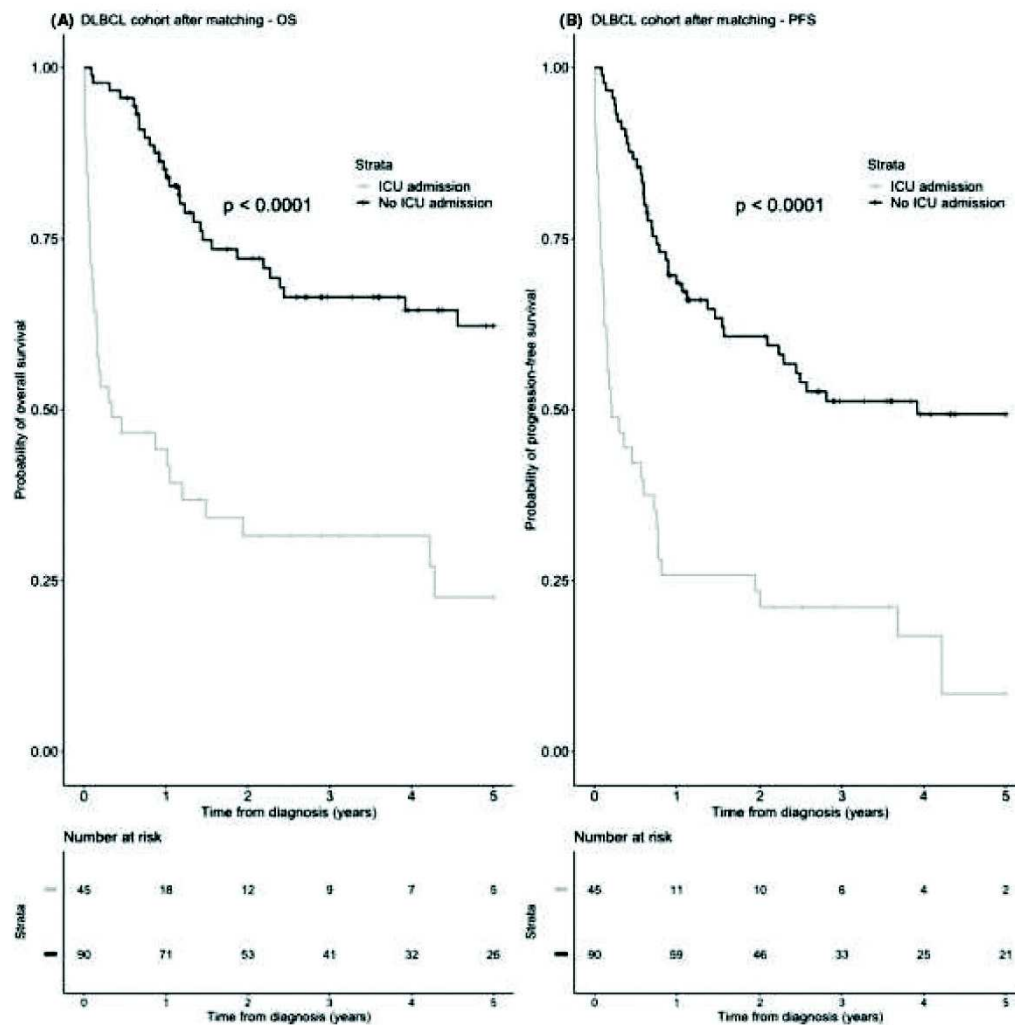 (A) DLBCL cohort after matching - OS
1.00
0.75
0.50
0.25
0.00
Probability of overall survival
Strata
ICU admission
No ICU admission
p < 0.0001
0 1 2 3 4 5
Time from diagnosis (years)
Number at risk
Strata
45 18 12 9 7 5
90 71 53 41 32 26
0 1 2 3 4 5
Time from diagnosis (years)
(B) DLBCL cohort after matching - PFS
1.00
0.75
0.50
0.25
0.00
Probability of progression-free survival
Strata
ICU admission
No ICU admission
p < 0.0001
0 1 2 3 4 5
Time from diagnosis (years)
Number at risk
Strata
45 11 10 6 4 2
90 59 46 33 25 21
0 1 2 3 4 5
Time from diagnosis (years)